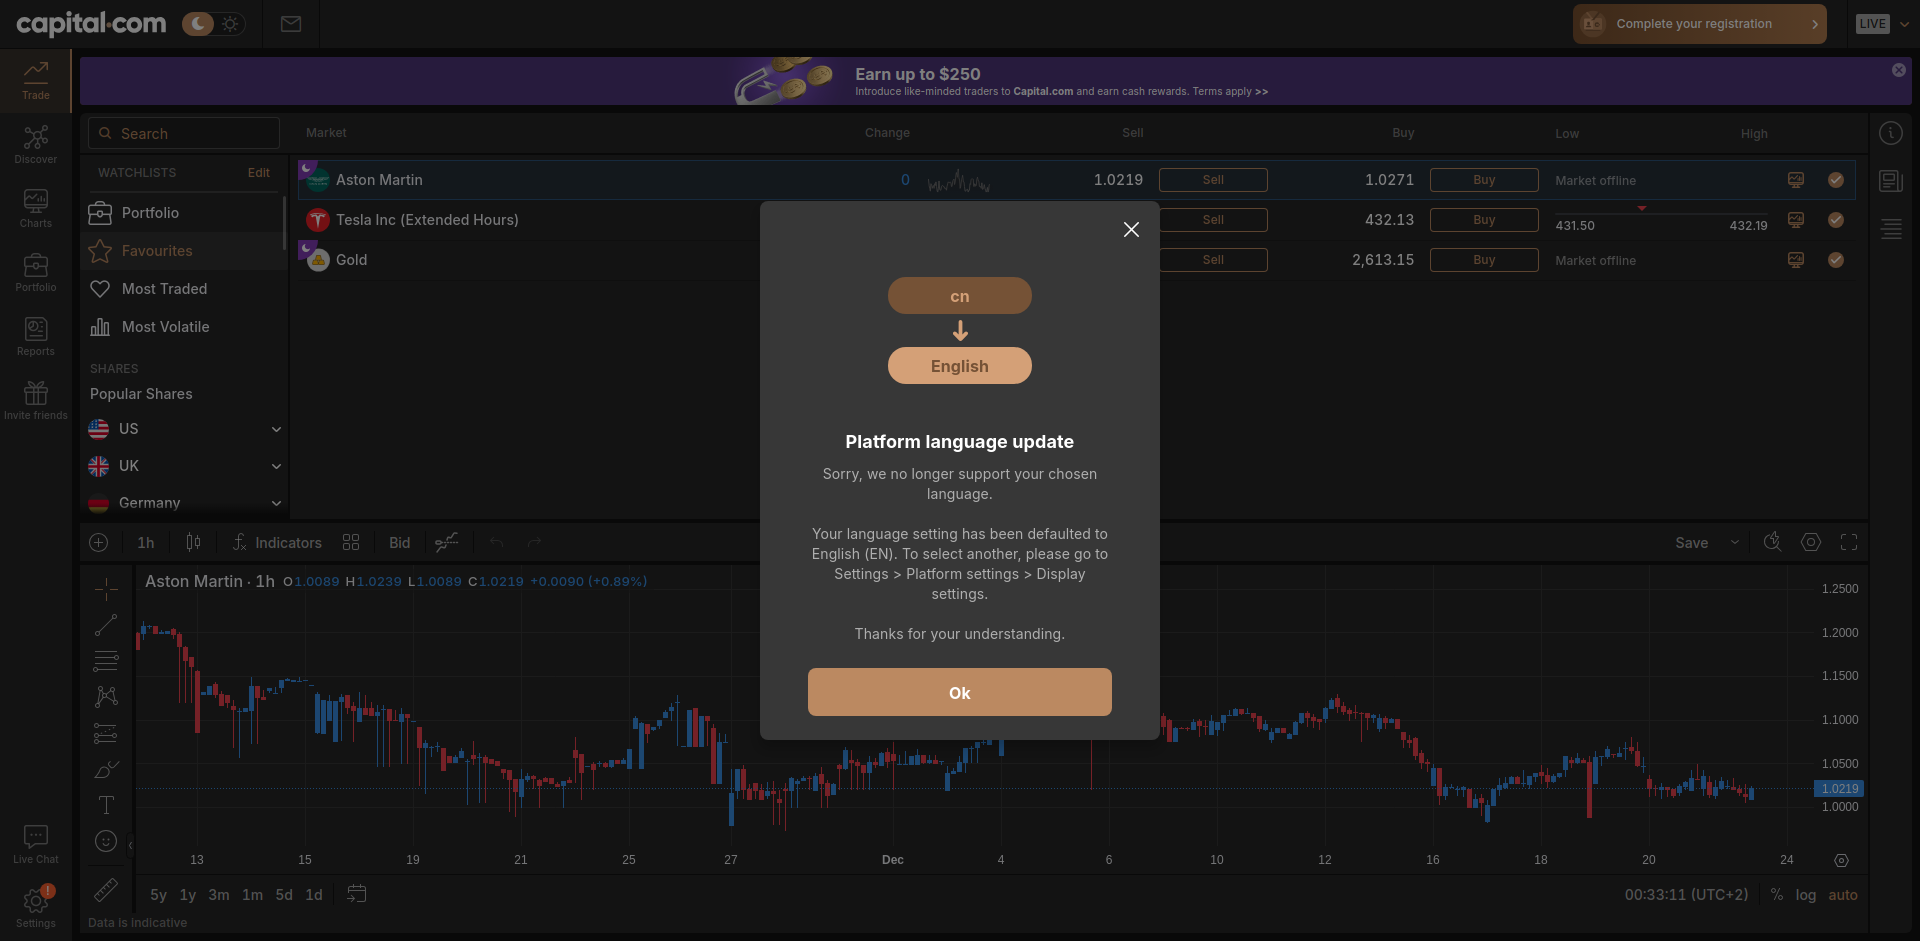 capital.com
Complete your registration
LIVE
Trade
Discover
Charts
Portfolio
Reports
Invite friends
Live Chat
!
Settings
Earn up to $250
Introduce like-minded traders to Capital.com and earn cash rewards. Terms apply >>
Search
Market Change Sell Buy Low High
WATCHLISTS Edit
Portfolio
Favourites
Most Traded
Most Volatile
SHARES
Popular Shares
US
UK
Germany
Aston Martin 0 1.0219 Sell 1.0271 Buy Market offline
Tesla Inc (Extended Hours) Sell 432.13 Buy 431.50 432.19
Gold Sell 2,613.15 Buy Market offline
cn
English
Platform language update
Sorry, we no longer support your chosen
language.
Your language setting has been defaulted to
English (EN). To select another, please go to
Settings > Platform settings > Display
settings.
Thanks for your understanding.
Ok
1h Indicators Bid Save
Aston Martin · 1h O1.0089 H1.0239 L1.0089 C1.0219 +0.0090 (+0.89%)
1.2500
1.2000
1.1500
1.1000
1.0500
1.0219
1.0000
13 15 19 21 25 27 Dec 4 6 10 12 16 18 20 24
5y 1y 3m 1m 5d 1d 00:33:11 (UTC+2) % log auto
Data is indicative